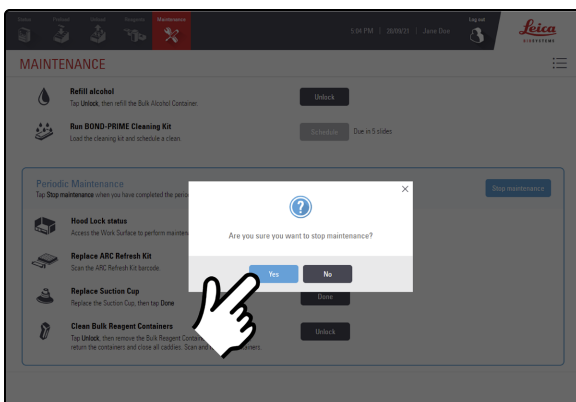 Status
Preload
Unload
Reagents
Maintenance
5:04 PM | 30/09/21 | Jane Doe
Log out
Leica
BIOSYSTEMS
MAINTENANCE
Refill alcohol
Tap Unlock, then refill the Bulk Alcohol Container.
Unlock
Run BOND-PRIME Cleaning Kit
Load the cleaning kit and schedule a clean.
Schedule
Due in 5 slides
Periodic Maintenance
Tap Stop maintenance when you have completed the
Stop maintenance
Are you sure you want to stop maintenance?
Yes
No
Hood Lock status
Access the Work Surface to perform
Replace ARC Refresh Kit
Scan the ARC Refresh Kit barcode.
Replace Suction Cup
Replace the Suction Cup, then tap Done
Done
Clean Bulk Reagent Containers
Tap Unlock, then remove the Bulk Reagent
return the containers and close all caddies. Scan and
Unlock